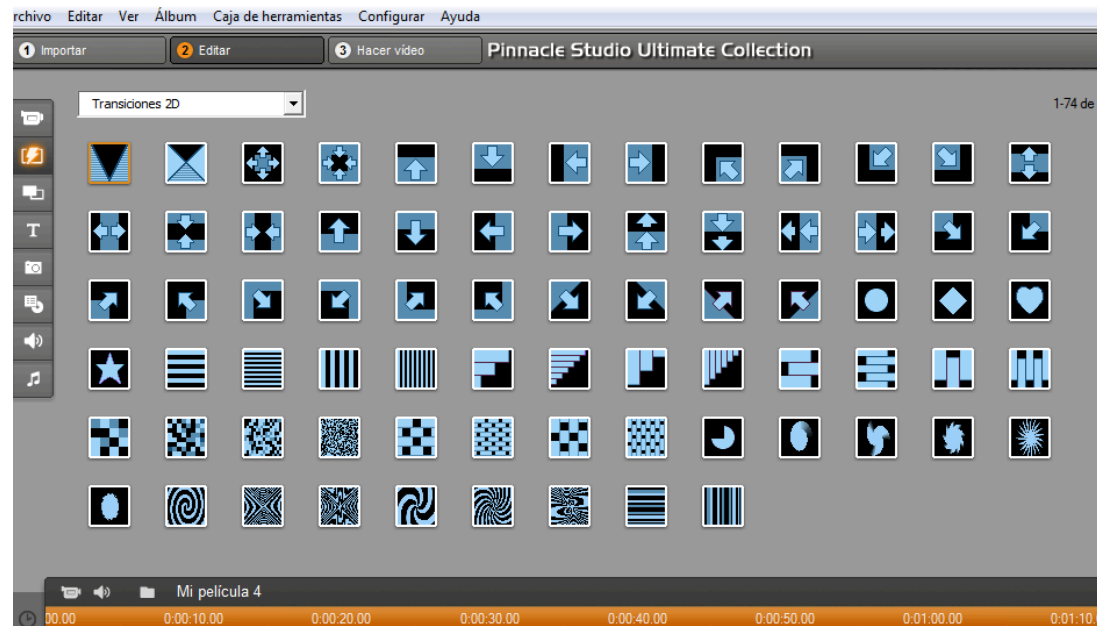 rchivo Editar Ver Álbum Caja de herramientas Configurar Ayuda
1 Importar 2 Editar 3 Hacer vídeo Pinnacle Studio Ultimate Collection
Transiciones 2D 1-74 de
T
Mi película 4
00.00 0:00:10.00 0:00:20.00 0:00:30.00 0:00:40.00 0:00:50.00 0:01:00.00 0:01:10.